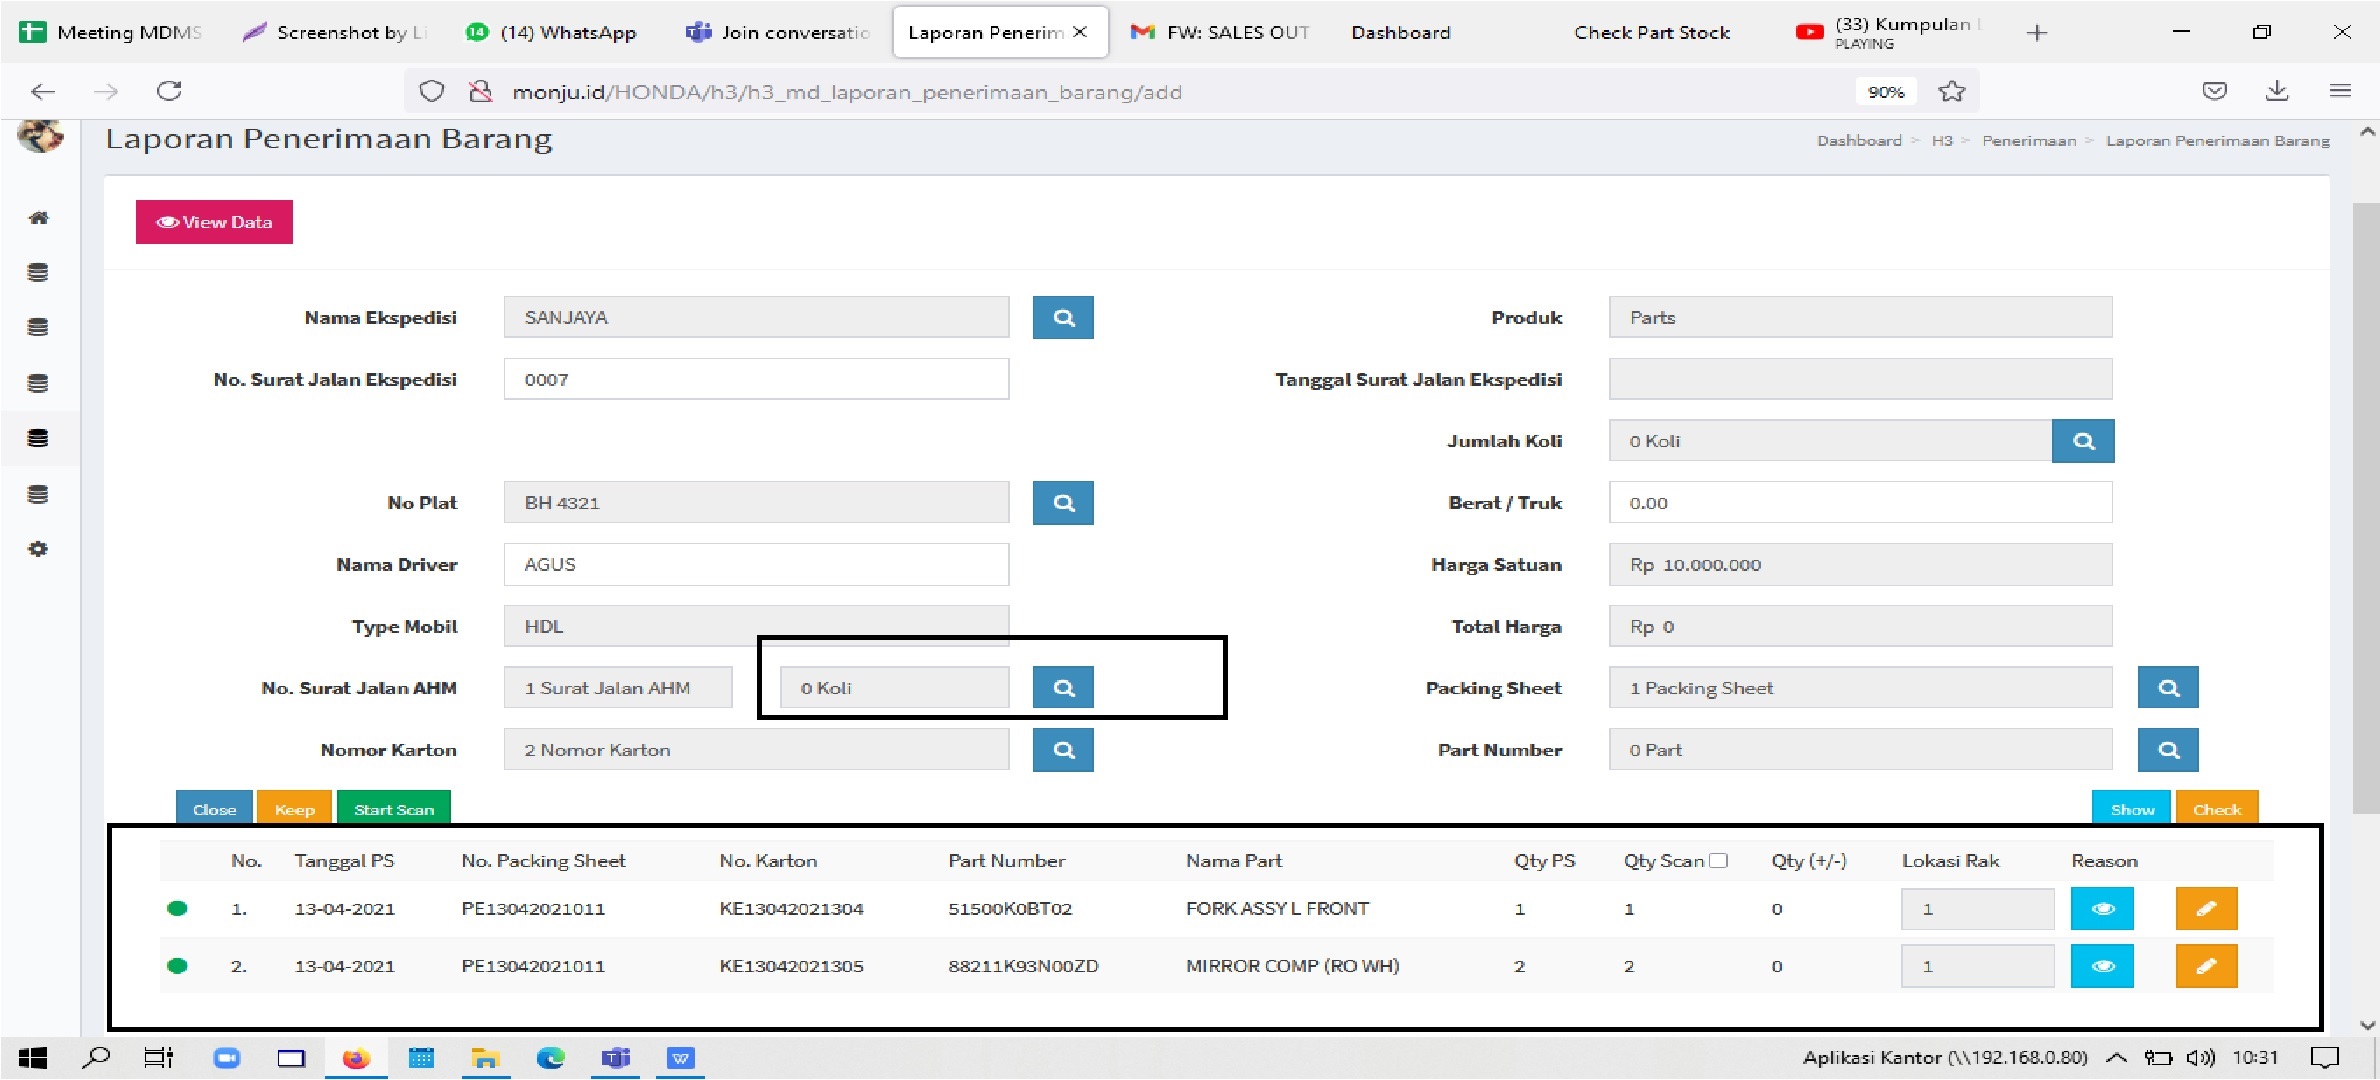 Meeting MDMS
Screenshot by Li
14 (14) WhatsApp
Join conversatio
Laporan Penerim
FW: SALES OUT
Dashboard
Check Part Stock
(33) Kumpulan
PLAYING
monju.id/HONDA/h3/h3_md_laporan_penerimaan_barang/add
90%
Laporan Penerimaan Barang
Dashboard > H3 > Penerimaan > Laporan Penerimaan Barang
View Data
Nama Ekspedisi SANJAYA
Produk Parts
No. Surat Jalan Ekspedisi 0007
Tanggal Surat Jalan Ekspedisi
Jumlah Koli 0 Koli
No Plat BH 4321
Berat / Truk 0.00
Nama Driver AGUS
Harga Satuan Rp 10.000.000
Type Mobil HDL
Total Harga Rp 0
No. Surat Jalan AHM 1 Surat Jalan AHM 0 Koli
Packing Sheet 1 Packing Sheet
Nomor Karton 2 Nomor Karton
Part Number 0 Part
Close Keep Start Scan
Show Check
No. Tanggal PS No. Packing Sheet No. Karton Part Number Nama Part Qty PS Qty Scan Qty (+/-) Lokasi Rak Reason
1. 13-04-2021 PE13042021011 KE13042021304 51500K0BT02 FORK ASSY L FRONT 1 1 0 1
2. 13-04-2021 PE13042021011 KE13042021305 88211K93N00ZD MIRROR COMP (RO WH) 2 2 0 1
Aplikasi Kantor (\\192.168.0.80) 10:31